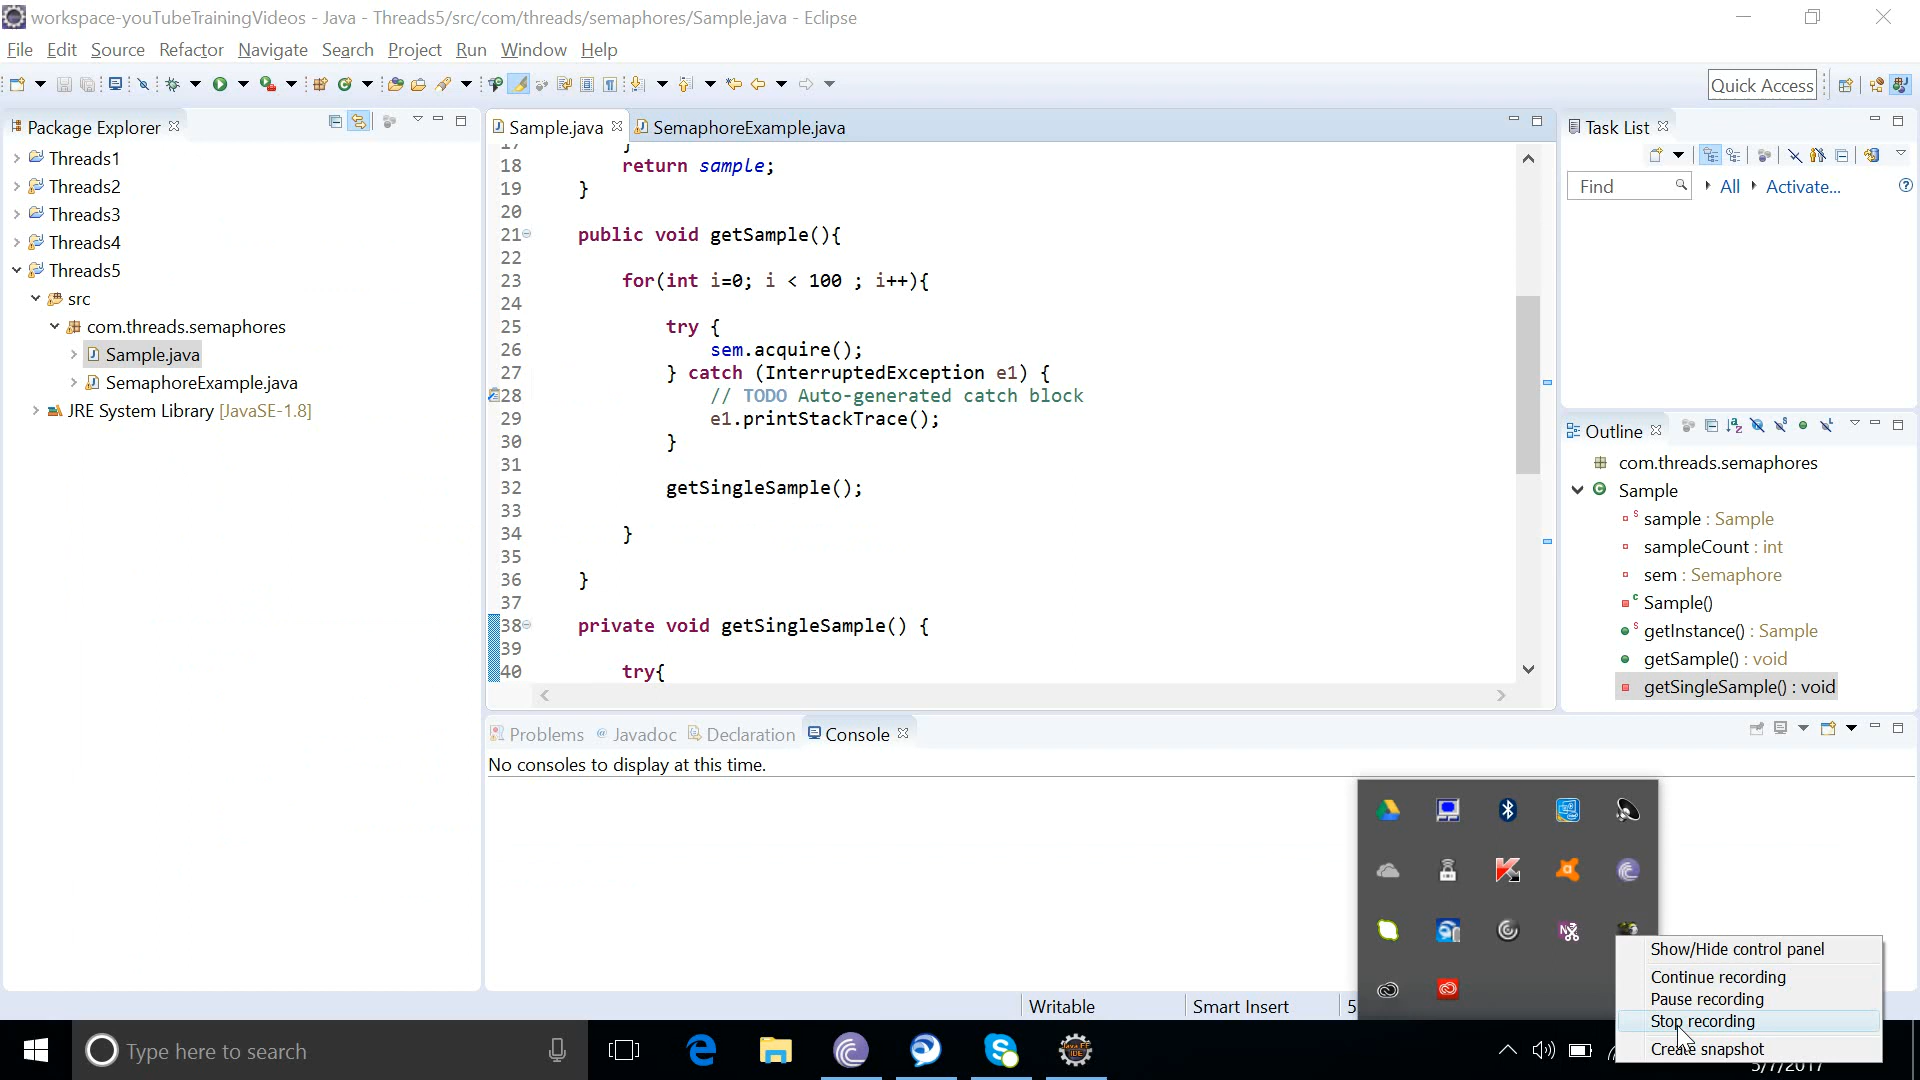 workspace-youTubeTrainingVideos - Java - Threads5/src/com/threads/semaphores/Sample.java - Eclipse
File Edit Source Refactor Navigate Search Project Run Window Help
Quick Access
Package Explorer
Threads1
Threads2
Threads3
Threads4
Threads5
src
com.threads.semaphores
Sample.java
SemaphoreExample.java
JRE System Library [JavaSE-1.8]
Sample.java SemaphoreExample.java
17 }
18 return sample;
19 }
20
21 public void getSample(){
22
23 for(int i=0; i < 100 ; i++){
24
25 try {
26 sem.acquire();
27 } catch (InterruptedException e1) {
28 // TODO Auto-generated catch block
29 e1.printStackTrace();
30 }
31
32 getSingleSample();
33
34 }
35
36 }
37
38 private void getSingleSample() {
39
40 try{
Task List
Find All Activate...
Outline
com.threads.semaphores
Sample
sample : Sample
sampleCount : int
sem : Semaphore
Sample()
getInstance() : Sample
getSample() : void
getSingleSample() : void
Problems Javadoc Declaration Console
No consoles to display at this time.
Writable Smart Insert 5
Show/Hide control panel
Continue recording
Pause recording
Stop recording
Create snapshot
Type here to search
5/7/2017